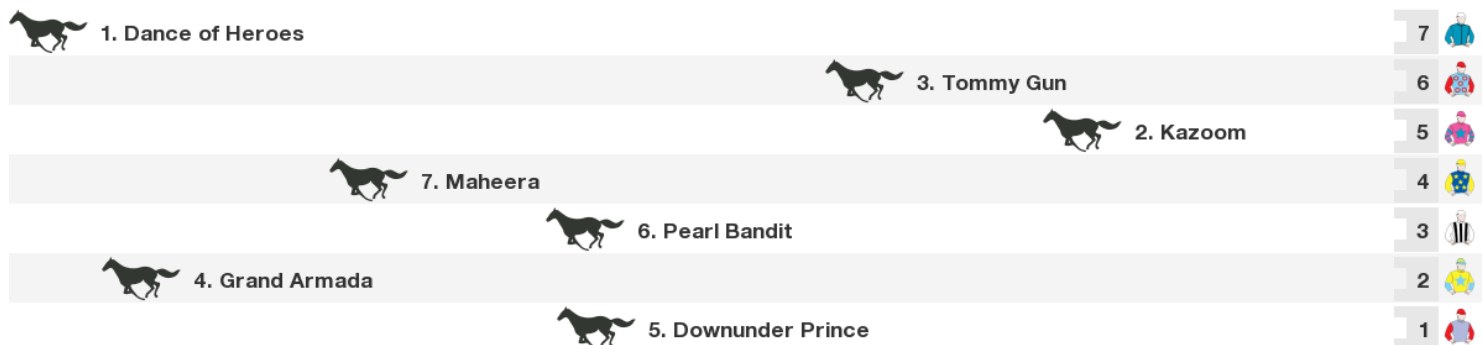 1. Dance of Heroes 7
3. Tommy Gun 6
2. Kazoom 5
7. Maheera 4
6. Pearl Bandit 3
4. Grand Armada 2
5. Downunder Prince 1